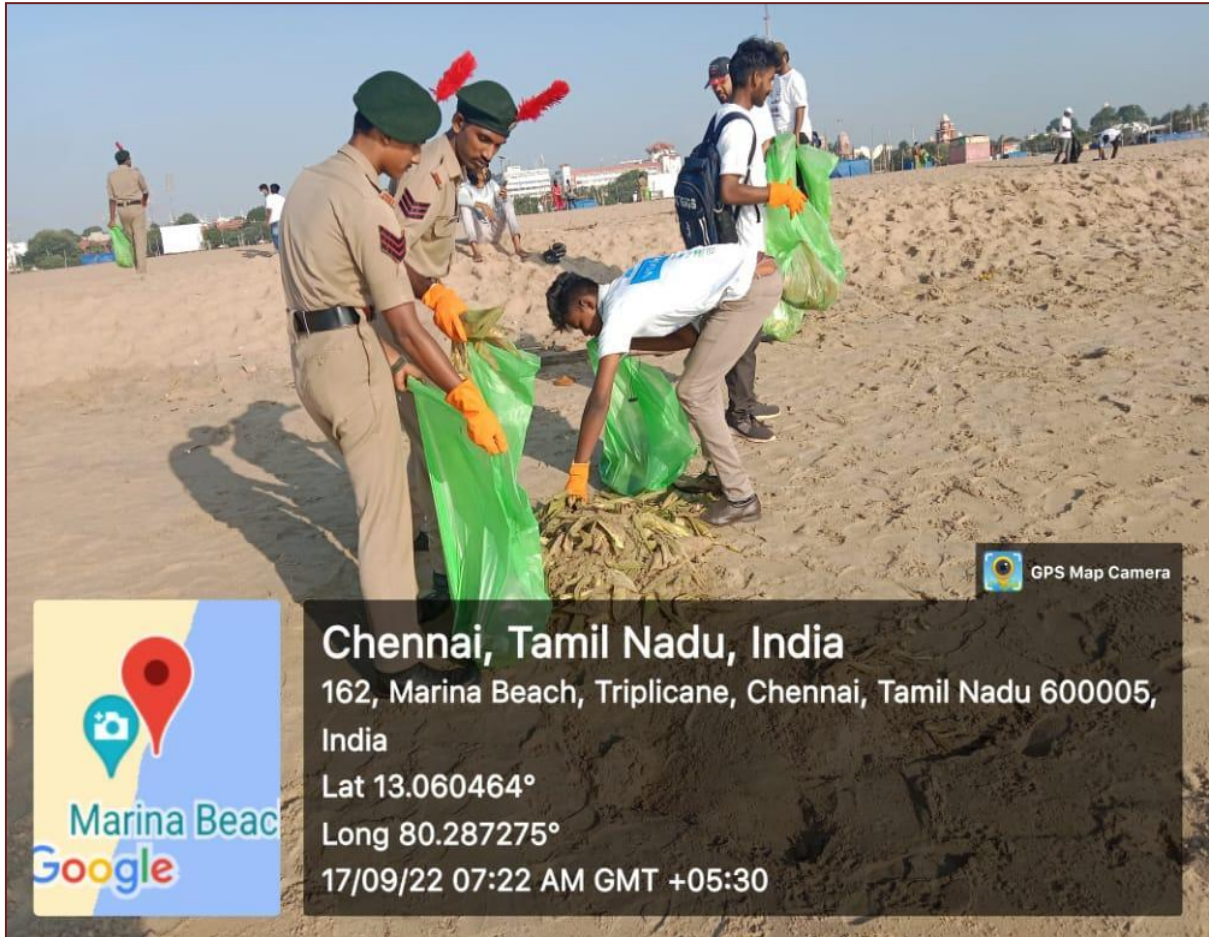 GPS Map Camera
Chennai, Tamil Nadu, India
162, Marina Beach, Triplicane, Chennai, Tamil Nadu 600005,
India
Lat 13.060464°
Long 80.287275°
17/09/22 07:22 AM GMT +05:30
Marina Beac
Google